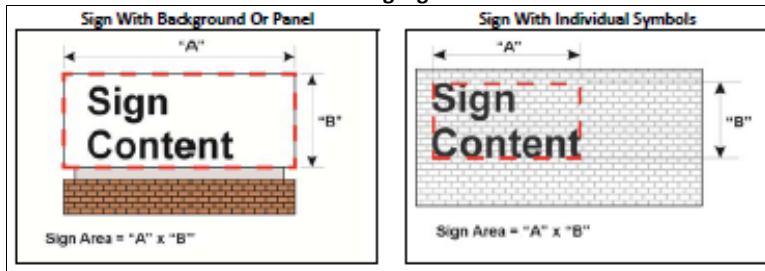 Sign With Background Or Panel
"A"
Sign
Content
"B"
Sign Area = "A" x "B"
Sign With Individual Symbols
"A"
Sign
Content
"B"
Sign Area = "A" x "B"